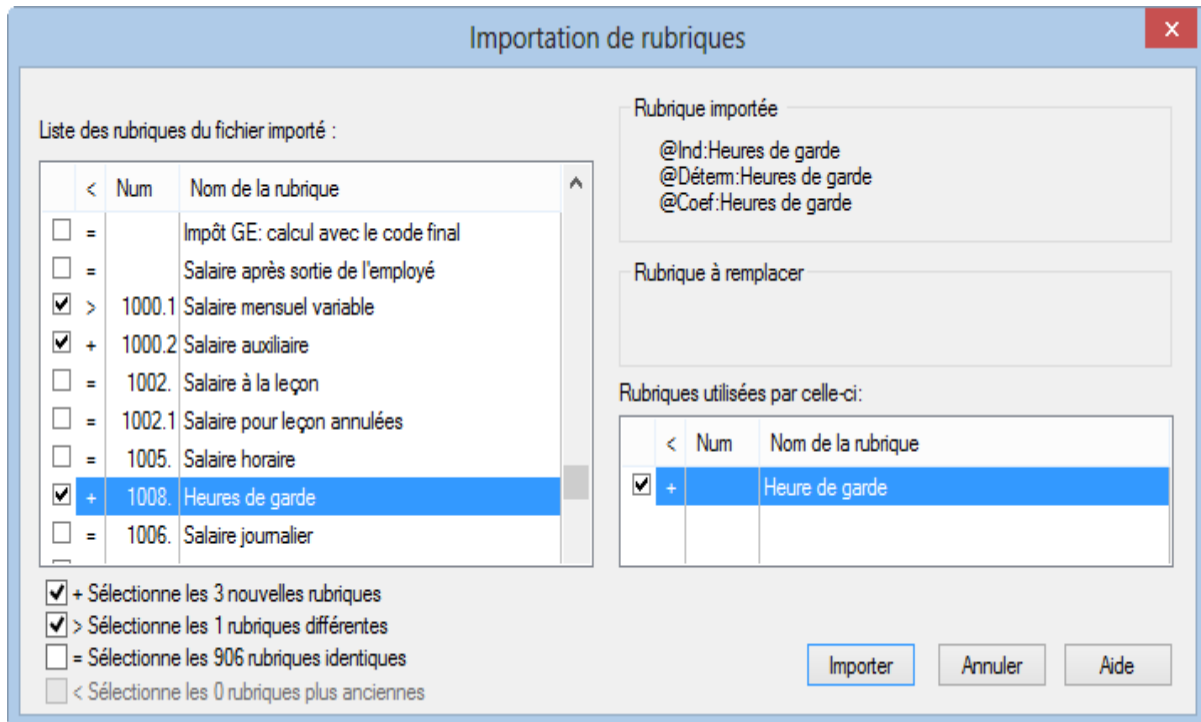 Importation de rubriques
x
Liste des rubriques du fichier importé :
< Num Nom de la rubrique
= Impôt GE: calcul avec le code final
= Salaire après sortie de l'employé
> 1000.1 Salaire mensuel variable
+ 1000.2 Salaire auxiliaire
= 1002. Salaire à la leçon
= 1002.1 Salaire pour leçon annulées
= 1005. Salaire horaire
+ 1008. Heures de garde
= 1006. Salaire journalier
+ Sélectionne les 3 nouvelles rubriques
> Sélectionne les 1 rubriques différentes
= Sélectionne les 906 rubriques identiques
< Sélectionne les 0 rubriques plus anciennes
Rubrique importée
@Ind:Heures de garde
@Déterm:Heures de garde
@Coef:Heures de garde
Rubrique à remplacer
Rubriques utilisées par celle-ci:
< Num Nom de la rubrique
+ Heure de garde
Importer Annuler Aide